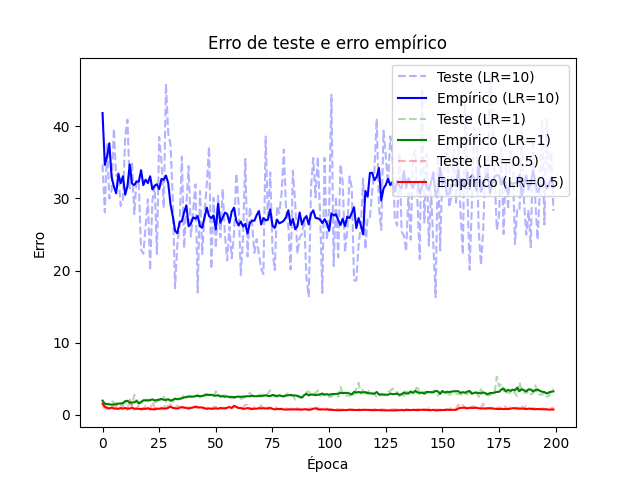 Erro de teste e erro empírico
Teste (LR=10)
Empírico (LR=10)
Teste (LR=1)
Empírico (LR=1)
Teste (LR=0.5)
Empírico (LR=0.5)
Erro
40
30
20
10
0
0
25
50
75
100
125
150
175
200
Época